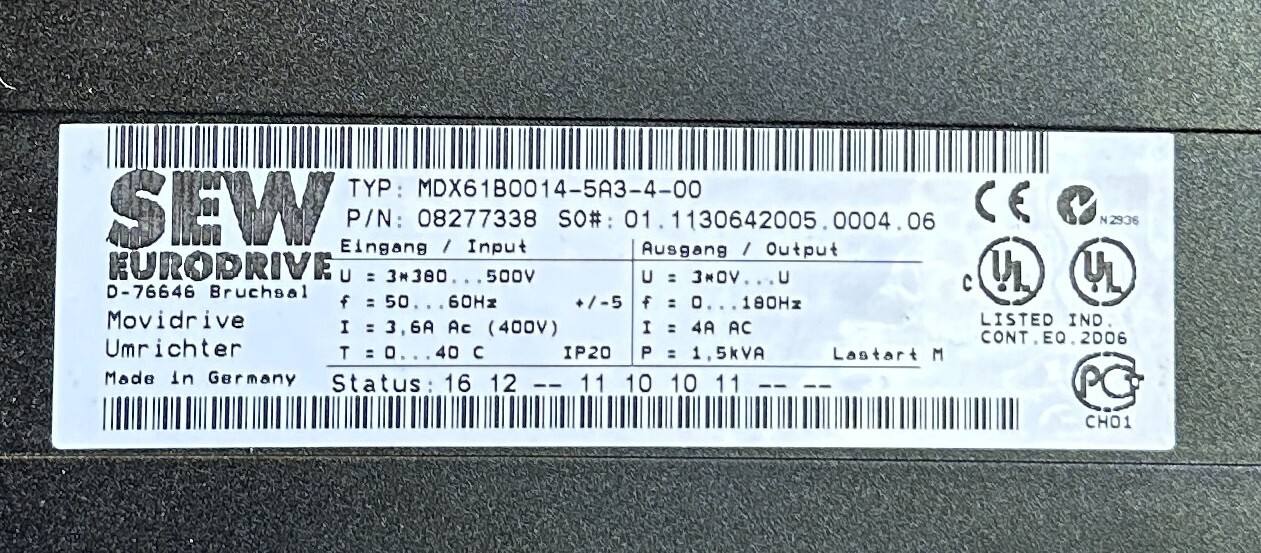 SEW
EURODRIVE
D-76646 Bruchsal
Movidrive
Umrichter
Made in Germany
TYP: MDX61B0014-5A3-4-00
P/N: 08277338 SO#: 01.1130642005.0004.06
Eingang / Input
U = 3*380...500V
f = 50...60Hz +/-5
I = 3,6A Ac (400V)
T = 0...40 C IP20
Ausgang / Output
U = 3*0V...U
f = 0...180Hz
I = 4A AC
P = 1,5kVA Lastart M
Status: 16 12 -- 11 10 10 11 -- --
CE
N2936
c UL UL
LISTED IND.
CONT.EQ.2D06
PC
CH01